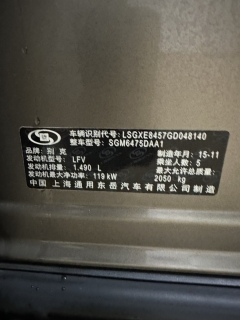 车辆识别代号: LSGXE8457GD048140
整车型号: SGM6475DAA1
品牌: 别克 制造年月: 15-11
发动机型号: LFV 乘坐人数: 5
发动机排量: 1.490 L 最大允许总质量:
发动机最大净功率: 119 kW 2050 kg
中国 上海通用东岳汽车有限公司 制造